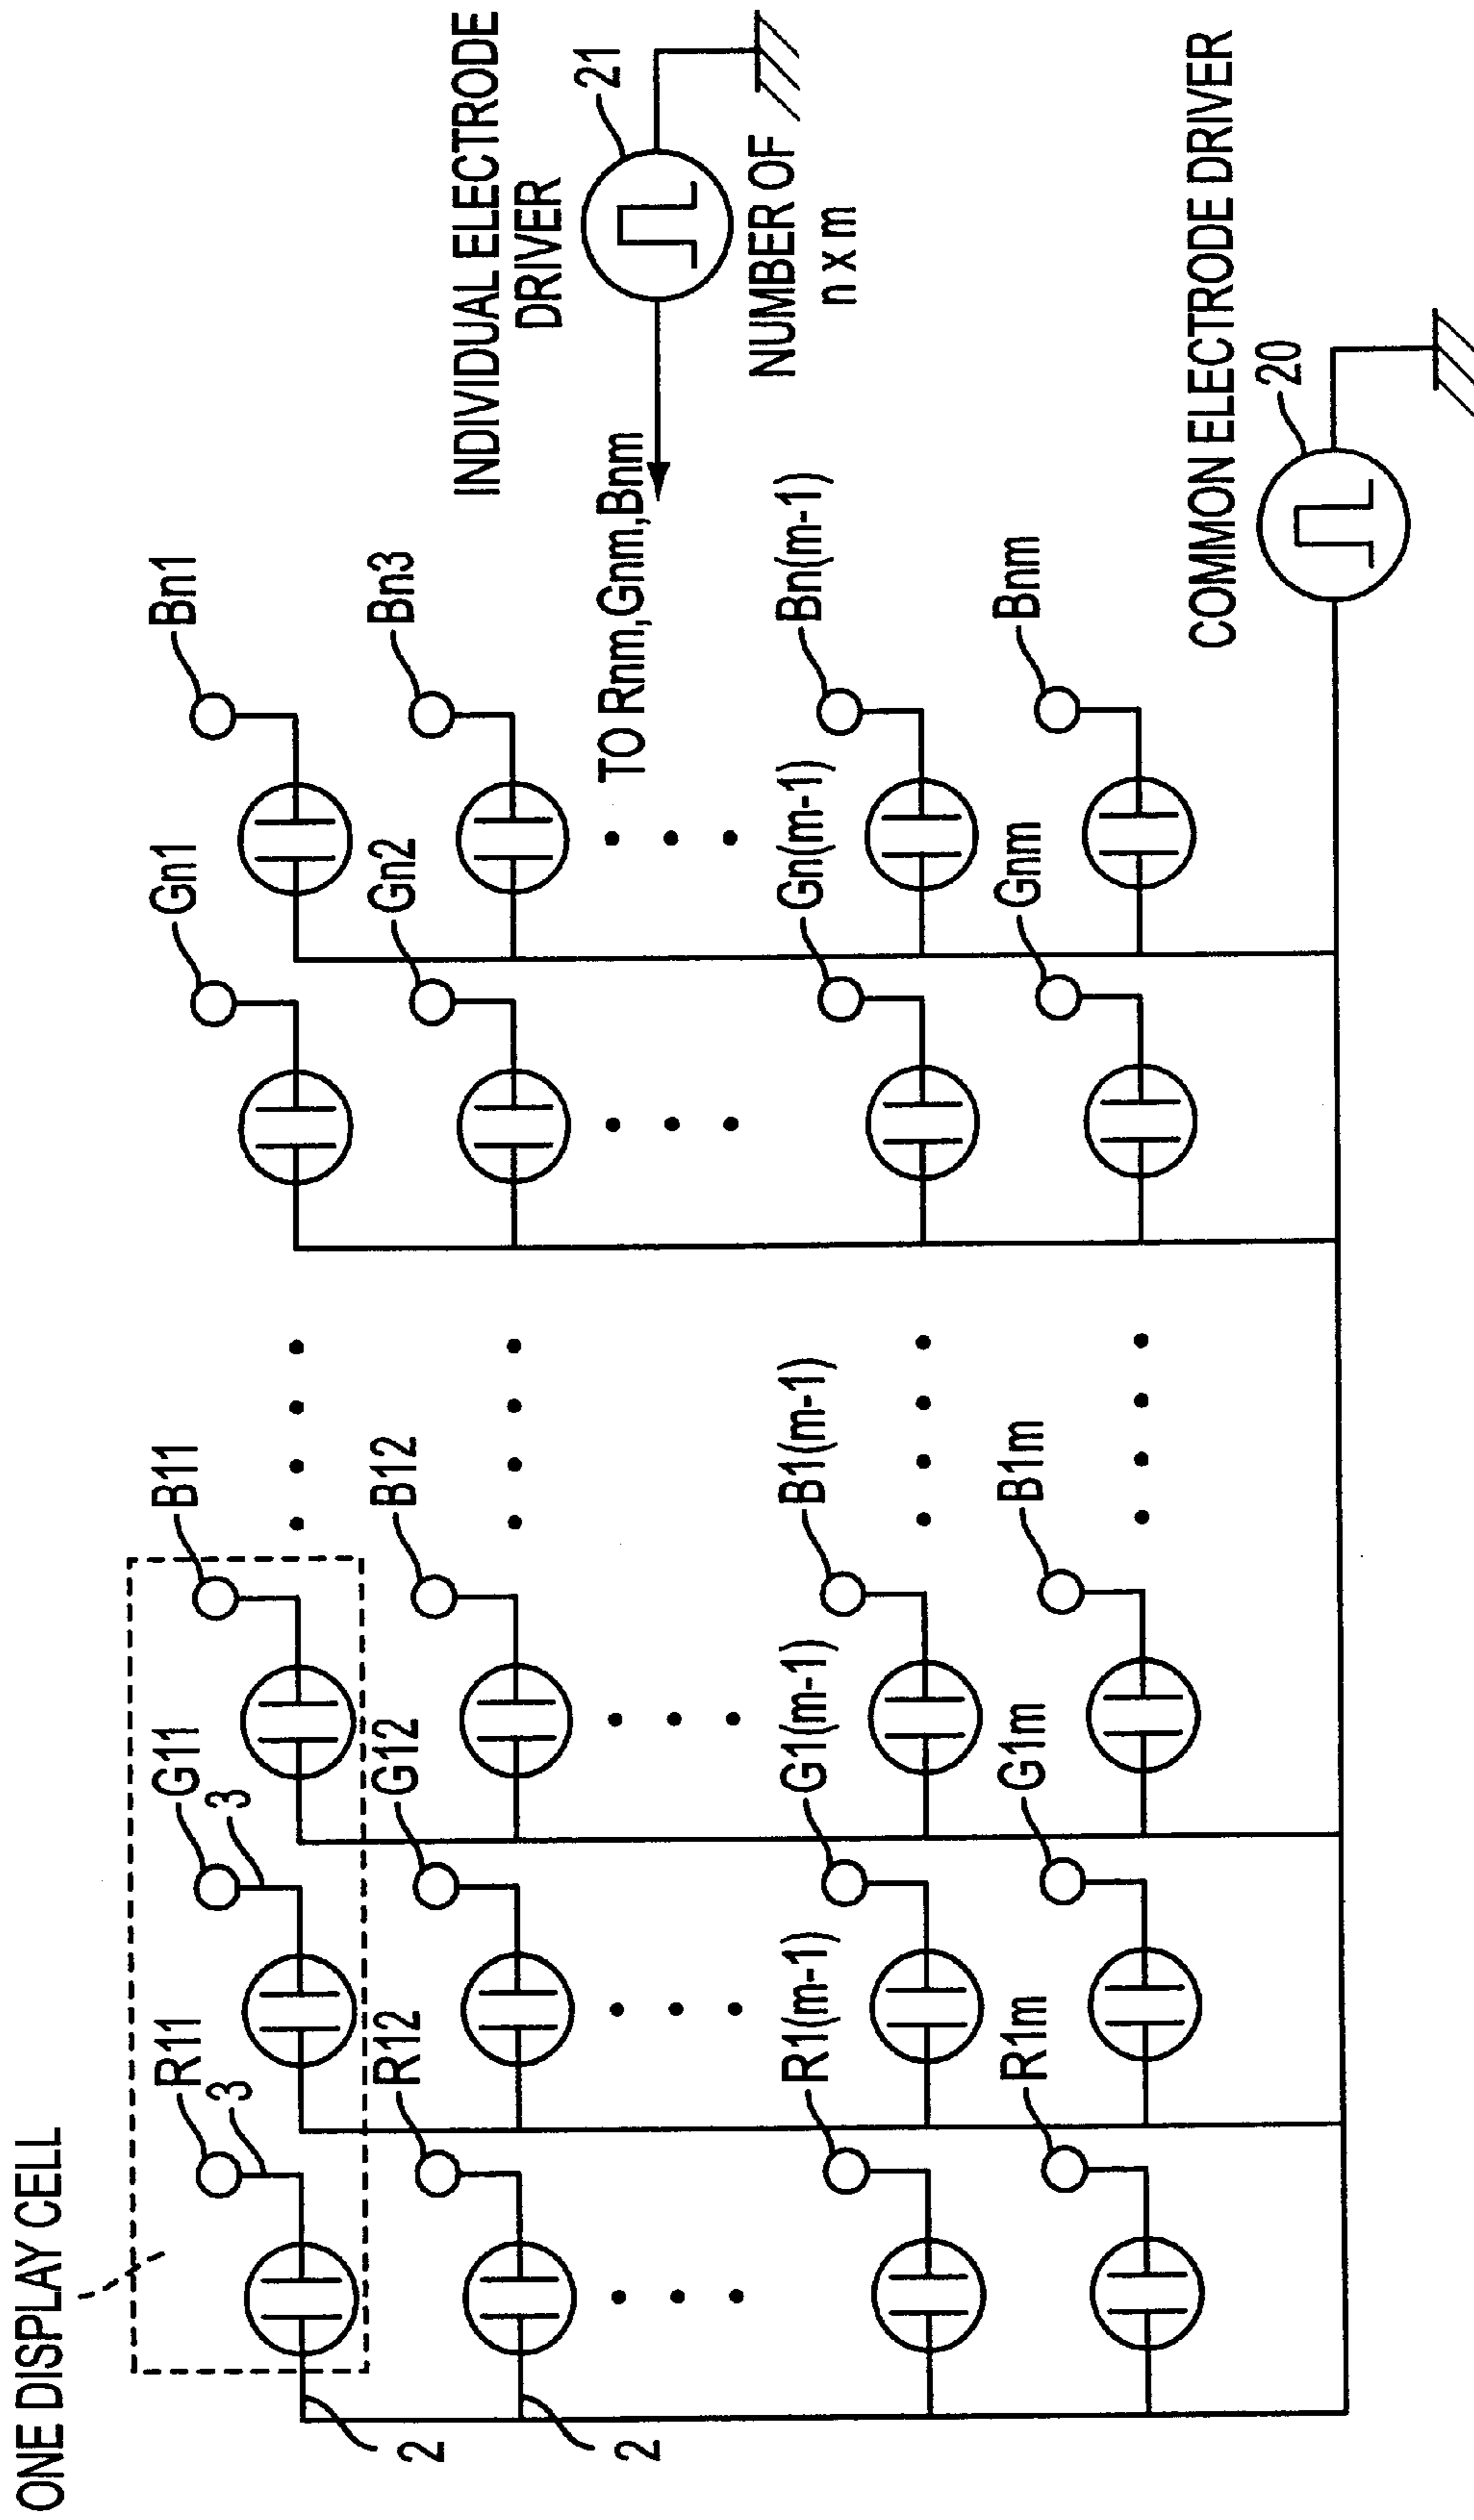 ONE DISPLAY CELL
R11
G11
B11
Gn1
Bn1
3
3
2
R12
G12
B12
Gn2
Bn3
2
INDIVIDUAL ELECTRODE
DRIVER
21
TO Rnm,Gnm,Bnm
NUMBER OF
n x m
R1(m-1)
G1(m-1)
B1(m-1)
Gn(m-1)
Bn(m-1)
R1m
G1m
B1m
Gnm
Bnm
COMMON ELECTRODE DRIVER
20